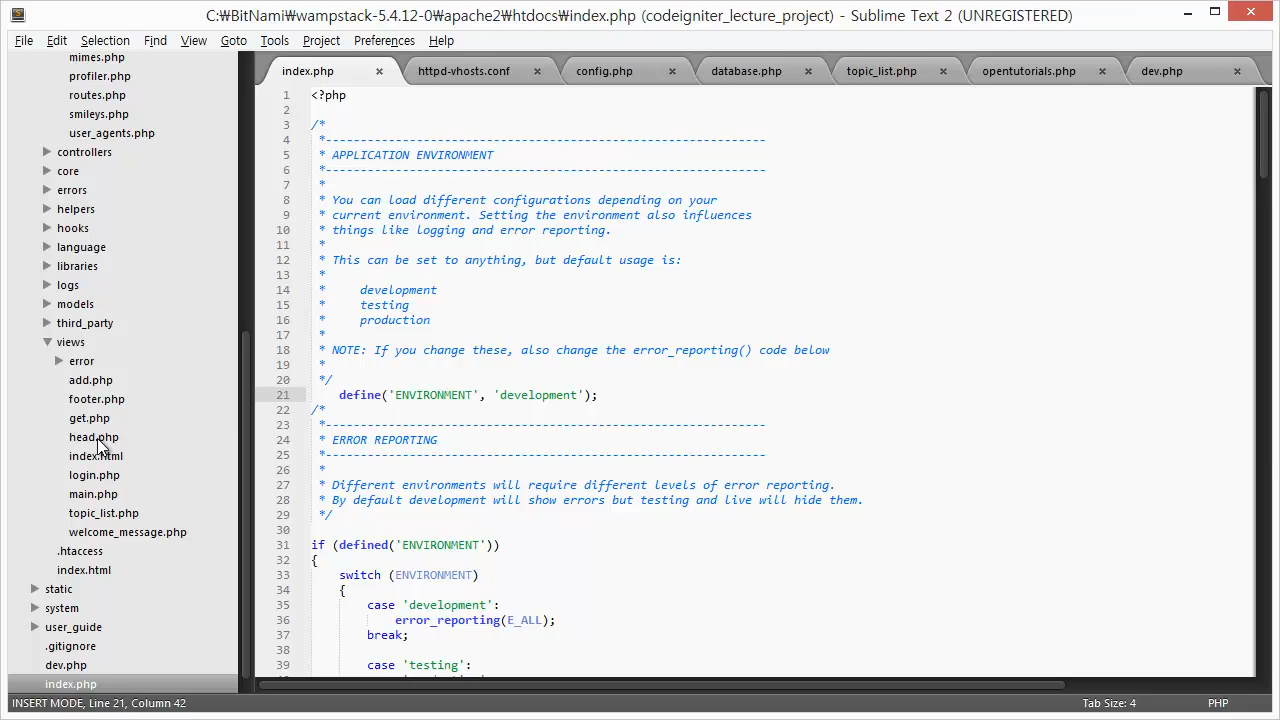 C:₩BitNami₩wampstack-5.4.12-0₩apache2₩htdocs₩index.php (codeigniter_lecture_project) - Sublime Text 2 (UNREGISTERED)
File Edit Selection Find View Goto Tools Project Preferences Help
mimes.php
profiler.php
routes.php
smileys.php
user_agents.php
controllers
core
errors
helpers
hooks
language
libraries
logs
models
third_party
views
error
add.php
footer.php
get.php
head.php
index.html
login.php
main.php
topic_list.php
welcome_message.php
.htaccess
index.html
static
system
user_guide
.gitignore
dev.php
index.php
index.php × httpd-vhosts.conf × config.php × database.php × topic_list.php × opentutorials.php × dev.php ×
1 <?php
2
3 /*
4 *---------------------------------------------------------------
5 * APPLICATION ENVIRONMENT
6 *---------------------------------------------------------------
7 *
8 * You can load different configurations depending on your
9 * current environment. Setting the environment also influences
10 * things like logging and error reporting.
11 *
12 * This can be set to anything, but default usage is:
13 *
14 * development
15 * testing
16 * production
17 *
18 * NOTE: If you change these, also change the error_reporting() code below
19 *
20 */
21 define('ENVIRONMENT', 'development');
22 /*
23 *---------------------------------------------------------------
24 * ERROR REPORTING
25 *---------------------------------------------------------------
26 *
27 * Different environments will require different levels of error reporting.
28 * By default development will show errors but testing and live will hide them.
29 */
30
31 if (defined('ENVIRONMENT'))
32 {
33 switch (ENVIRONMENT)
34 {
35 case 'development':
36 error_reporting(E_ALL);
37 break;
38
39 case 'testing':
INSERT MODE, Line 21, Column 42 Tab Size: 4 PHP